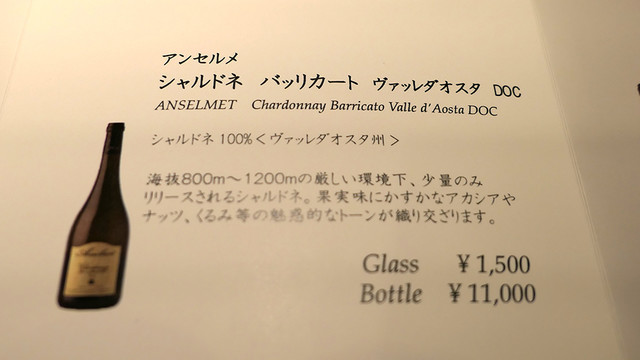 アンセルメ
シャルドネ バッリカート ヴァッレダオスタ DOC
ANSELMET Chardonnay Barricato Valle d'Aosta DOC
シャルドネ 100%<ヴァッレダオスタ州>
海抜800m~1200mの厳しい環境下、少量のみ
リリースされるシャルドネ。果実味にかすかなアカシアや
ナッツ、くるみ等の魅惑的なトーンが織り交ざります。
Glass ¥1,500
Bottle ¥11,000